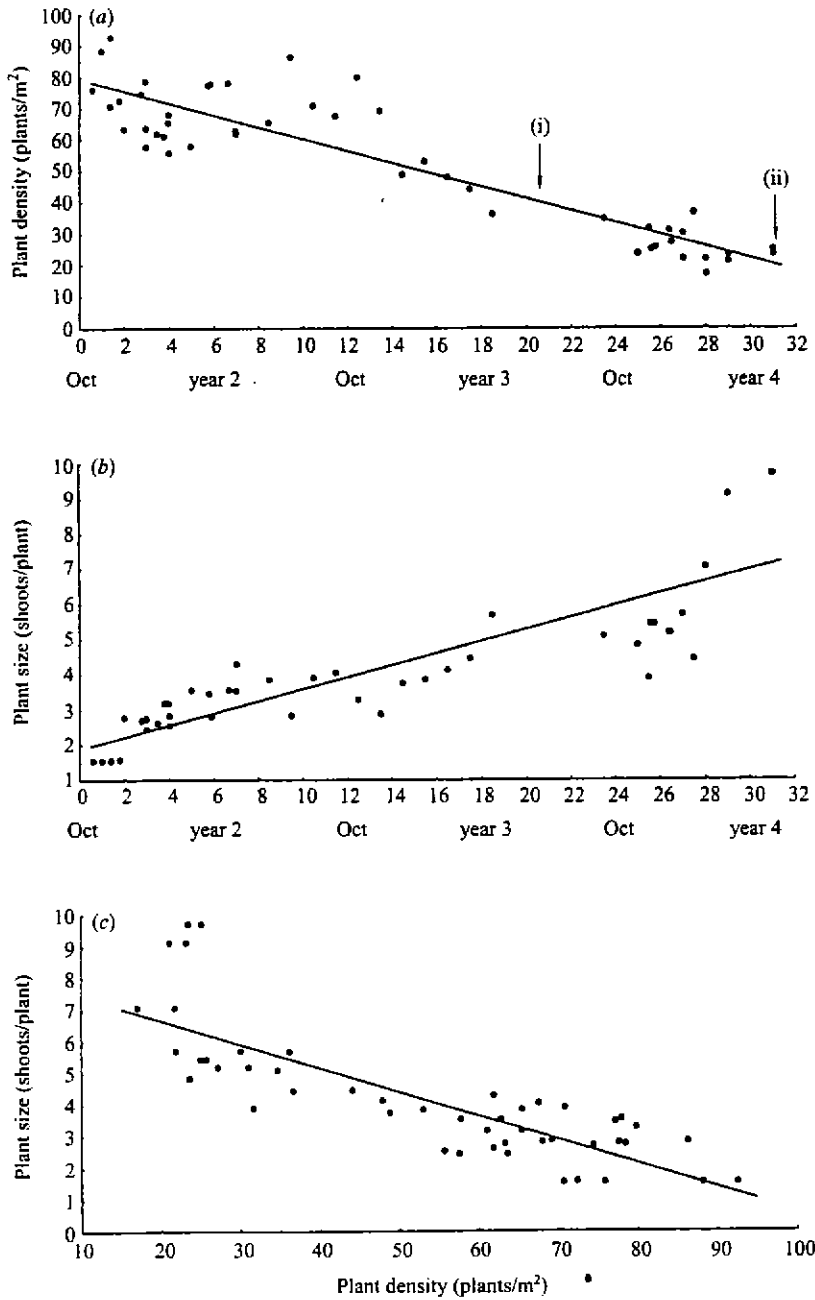 (a)
Plant density (plants/m²)
100
90
80
70
60
50
40
30
20
10
0
(i)
(ii)
0 2 4 6 8 10 12 14 16 18 20 22 24 26 28 30 32
Oct year 2 Oct year 3 Oct year 4
(b)
Plant size (shoots/plant)
10
9
8
7
6
5
4
3
2
1
0 2 4 6 8 10 12 14 16 18 20 22 24 26 28 30 32
Oct year 2 Oct year 3 Oct year 4
(c)
Plant size (shoots/plant)
10
9
8
7
6
5
4
3
2
1
0
10 20 30 40 50 60 70 80 90 100
Plant density (plants/m²)